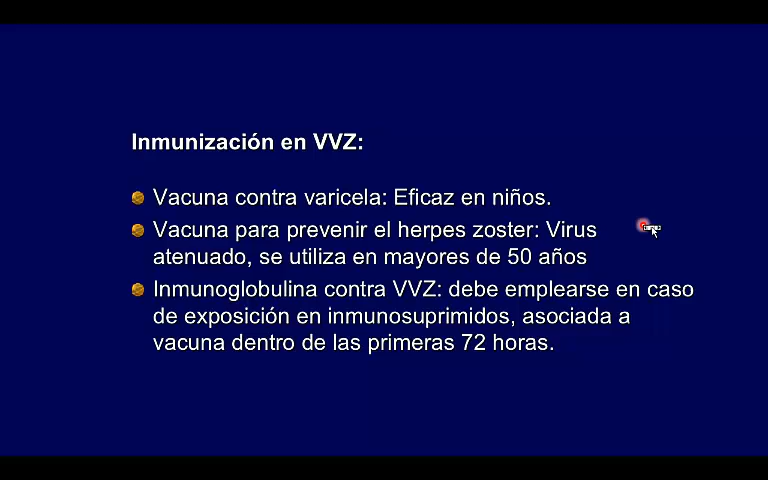 Inmunización en VVZ:
Vacuna contra varicela: Eficaz en niños.
Vacuna para prevenir el herpes zoster: Virus
atenuado, se utiliza en mayores de 50 años
Inmunoglobulina contra VVZ: debe emplearse en caso
de exposición en inmunosuprimidos, asociada a
vacuna dentro de las primeras 72 horas.